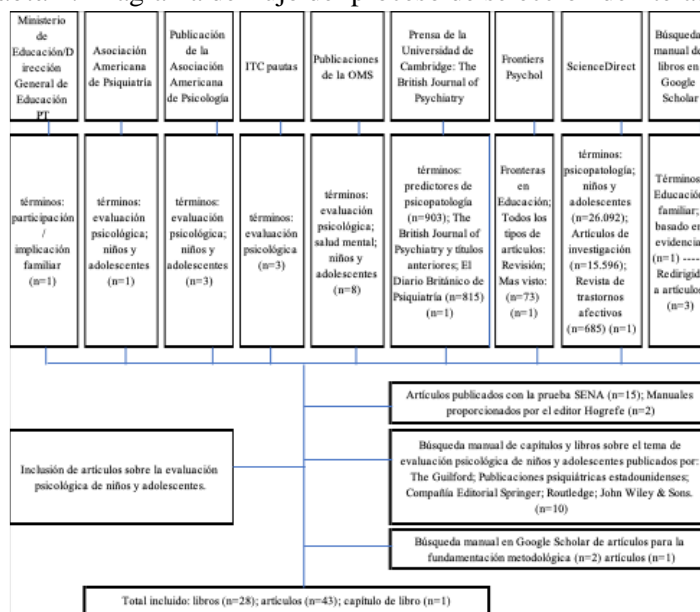 Ministerio
de
Educación/D
irección
General de
Educación
PT
Asociación
Americana
de Psiquiatría
Publicación
de la
Asociación
Americana
de Psicología
ITC pautas
Publicaciones
de la OMS
Prensa de la
Universidad de
Cambridge: The
British Journal of
Psychiatry
Frontiers
Psychol
ScienceDirect
Búsqueda
manual de
libros en
Google
Scholar
términos:
participación
/
implicación
familiar
(n=1)
términos:
evaluación
psicológica;
niños y
adolescentes
(n=1)
términos:
evaluación
psicológica;
niños y
adolescentes
(n=3)
términos:
evaluación
psicológica
(n=3)
términos:
evaluación
psicológica;
salud mental;
niños y
adolescentes
(n=8)
términos:
predictores de
psicopatología
(n=903); The
British Journal of
Psychiatry y títulos
anteriores; El
Diario Británico de
Psiquiatría (n=815)
(n=1)
Fronteras
en
Educación;
Todos los
tipos de
artículos:
Revisión;
Mas visto:
(n=73)
(n=1)
términos:
psicopatología;
niños y
adolescentes
(n=26.092);
Artículos de
investigación
(n=15.596);
Revista de
trastornos
afectivos
(n=685) (n=1)
Términos
Educación
familiar;
basado en
evidencia
(n=1) ----
Redirigid
a artículo
(n=3)
Artículos publicados con la prueba SENA (n=15); Manuales
proporcionados por el editor Hogrefe (n=2)
Inclusión de artículos sobre la evaluación
psicológica de niños y adolescentes.
Búsqueda manual de capítulos y libros sobre el tema de
evaluación psicológica de niños y adolescentes publicados por:
The Guilford; Publicaciones psiquiátricas estadounidenses;
Compañía Editorial Springer; Routledge; John Wiley & Sons.
(n=10)
Búsqueda manual en Google Scholar de artículos para la
fundamentación metodológica (n=2) artículos (n=1)
Total incluido: libros (n=28); artículos (n=43); capítulo de libro (n=1)